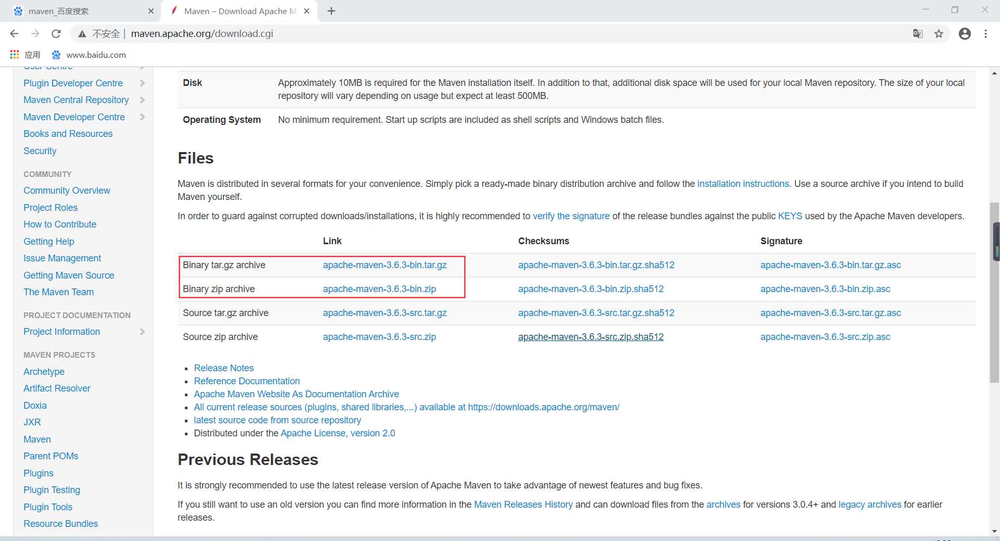 maven_百度搜索
Maven – Download Apache M
不安全 | maven.apache.org/download.cgi
应用 www.baidu.com
User Centre
Plugin Developer Centre
Maven Central Repository
Maven Developer Centre
Books and Resources
Security
COMMUNITY
Community Overview
Project Roles
How to Contribute
Getting Help
Issue Management
Getting Maven Source
The Maven Team
PROJECT DOCUMENTATION
Project Information
MAVEN PROJECTS
Archetype
Artifact Resolver
Doxia
JXR
Maven
Parent POMs
Plugins
Plugin Testing
Plugin Tools
Resource Bundles
Disk Approximately 10MB is required for the Maven installation itself. In addition to that, additional disk space will be used for your local Maven repository. The size of your local
repository will vary depending on usage but expect at least 500MB.
Operating System No minimum requirement. Start up scripts are included as shell scripts and Windows batch files.
Files
Maven is distributed in several formats for your convenience. Simply pick a ready-made binary distribution archive and follow the installation instructions. Use a source archive if you intend to build
Maven yourself.
In order to guard against corrupted downloads/installations, it is highly recommended to verify the signature of the release bundles against the public KEYS used by the Apache Maven developers.
Link Checksums Signature
Binary tar.gz archive apache-maven-3.6.3-bin.tar.gz apache-maven-3.6.3-bin.tar.gz.sha512 apache-maven-3.6.3-bin.tar.gz.asc
Binary zip archive apache-maven-3.6.3-bin.zip apache-maven-3.6.3-bin.zip.sha512 apache-maven-3.6.3-bin.zip.asc
Source tar.gz archive apache-maven-3.6.3-src.tar.gz apache-maven-3.6.3-src.tar.gz.sha512 apache-maven-3.6.3-src.tar.gz.asc
Source zip archive apache-maven-3.6.3-src.zip apache-maven-3.6.3-src.zip.sha512 apache-maven-3.6.3-src.zip.asc
Release Notes
Reference Documentation
Apache Maven Website As Documentation Archive
All current release sources (plugins, shared libraries,...) available at https://downloads.apache.org/maven/
latest source code from source repository
Distributed under the Apache License, version 2.0
Previous Releases
It is strongly recommended to use the latest release version of Apache Maven to take advantage of newest features and bug fixes.
If you still want to use an old version you can find more information in the Maven Releases History and can download files from the archives for versions 3.0.4+ and legacy archives for earlier
releases.